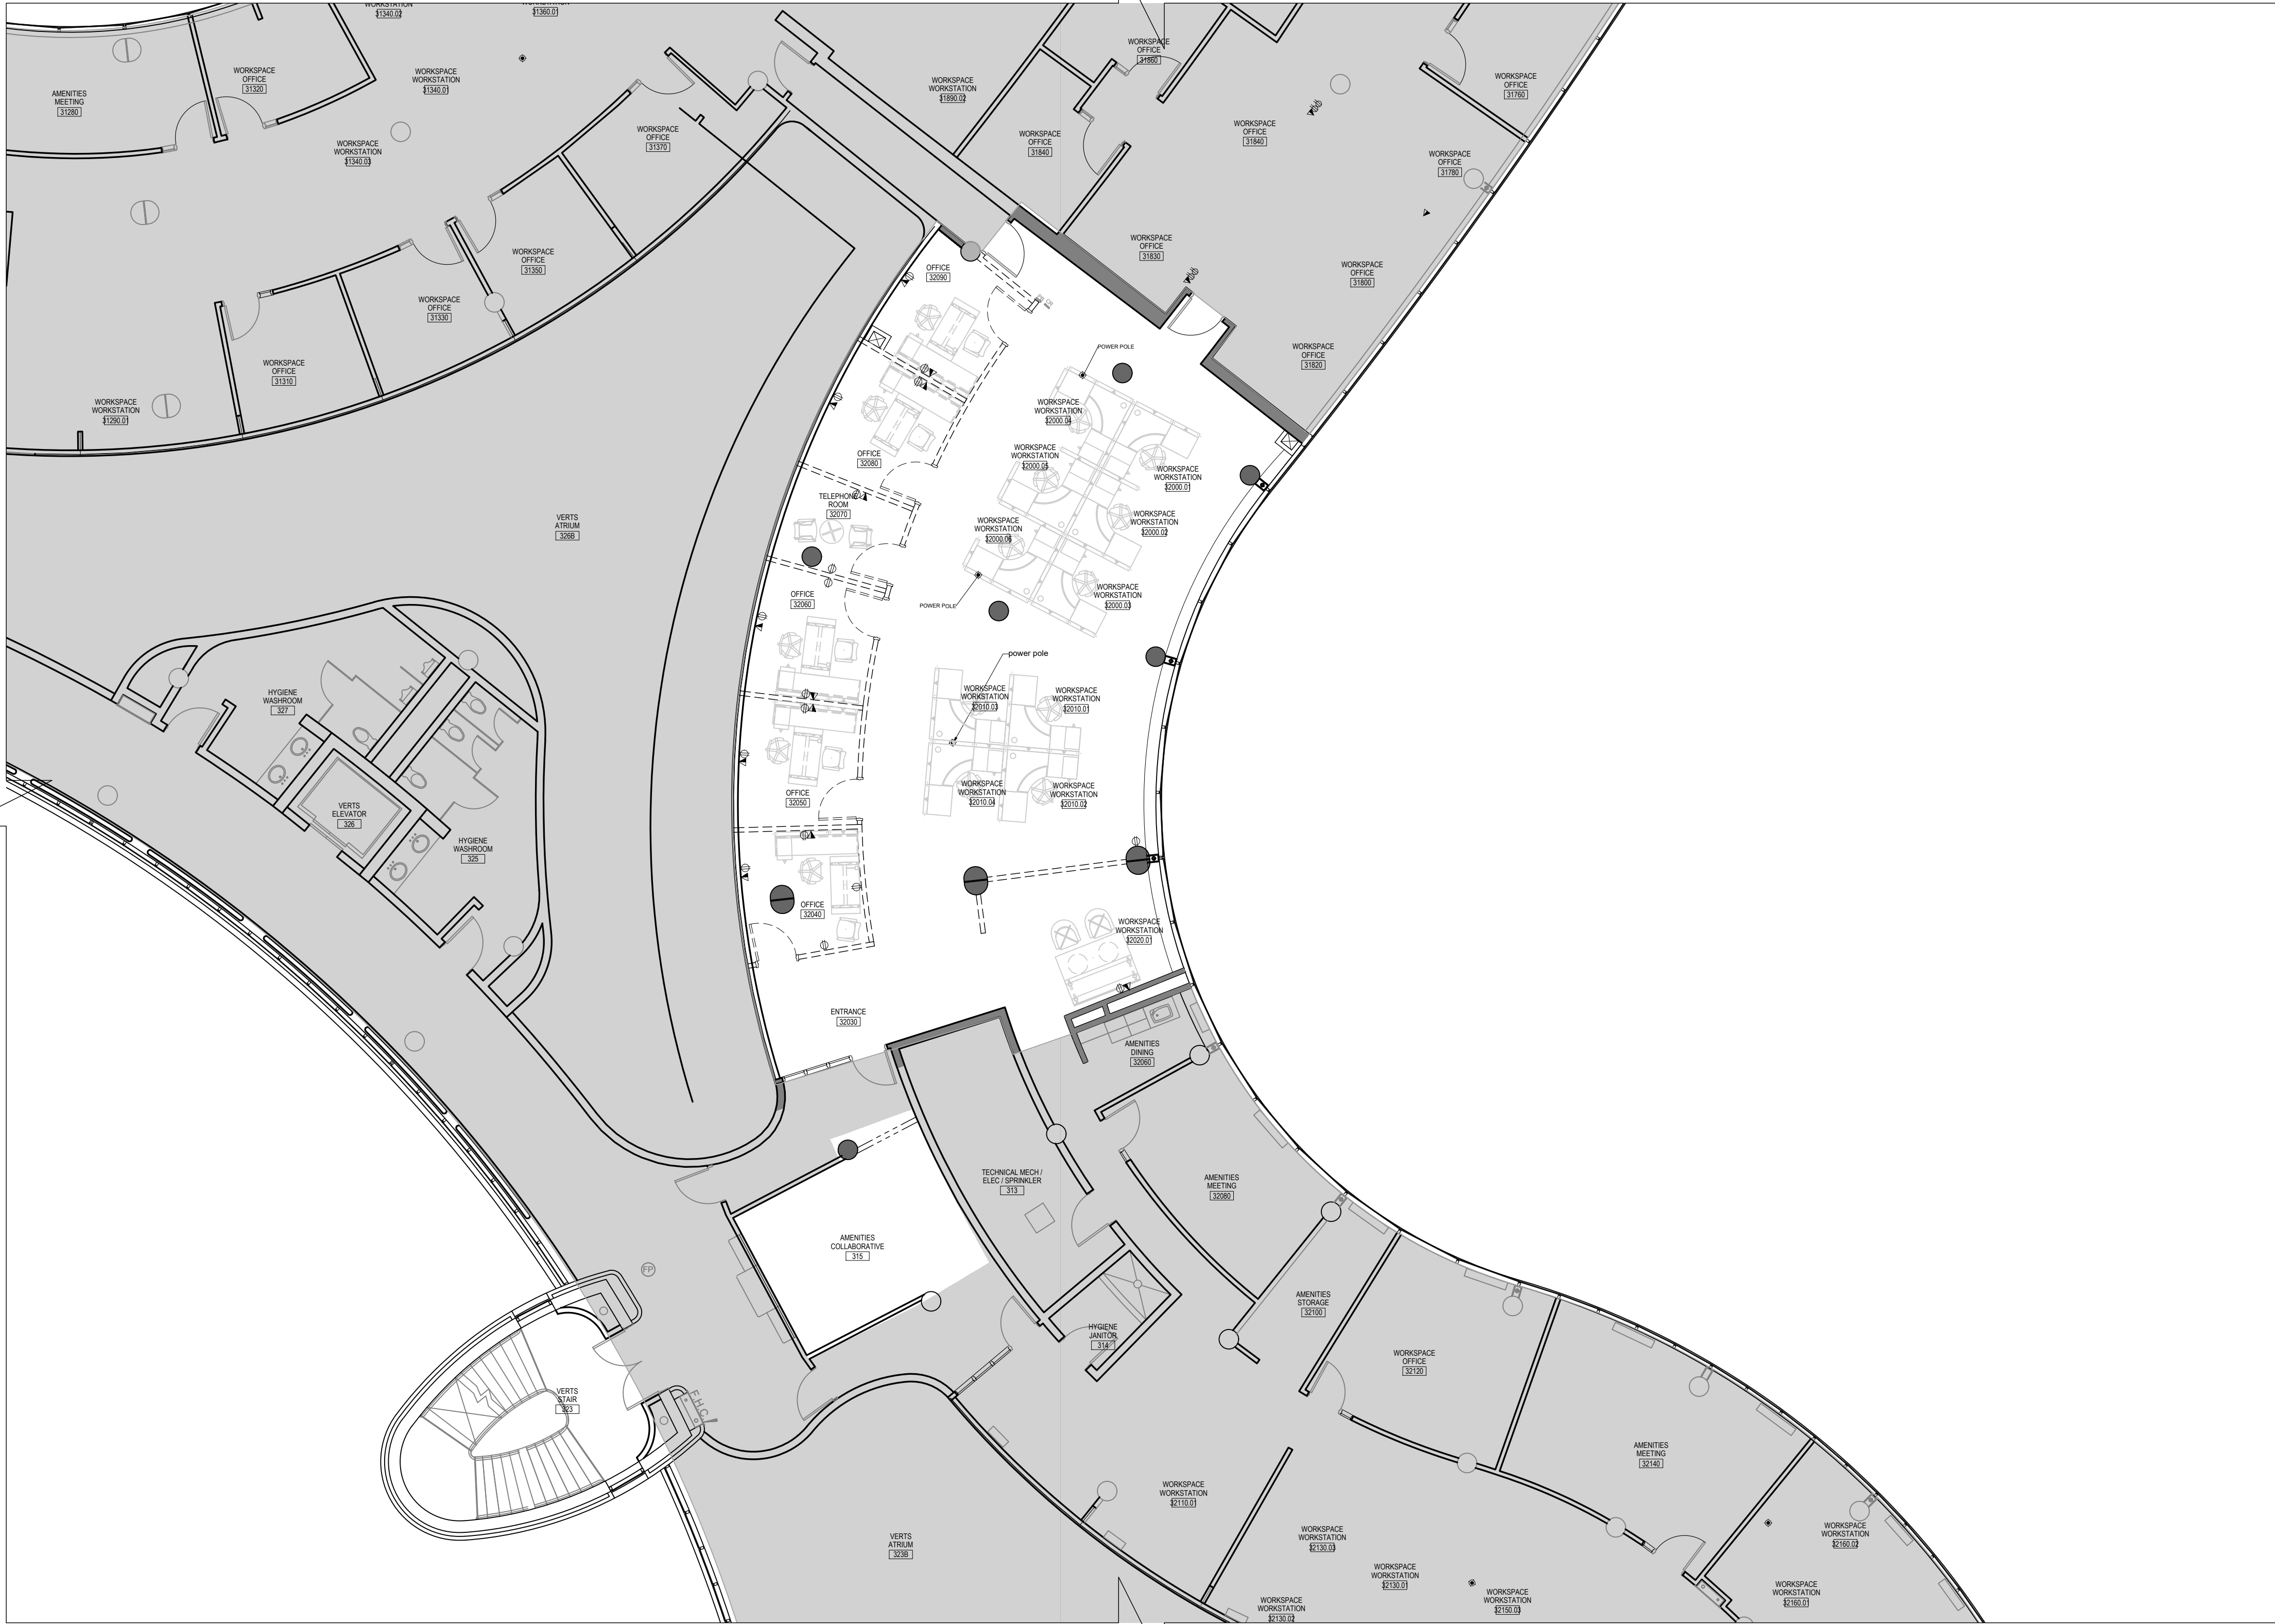 WORKSTATION
31340.02
WORKSTATION
31360.01
AMENITIES
MEETING
31280
WORKSPACE
OFFICE
31320
WORKSPACE
WORKSTATION
31340.01
WORKSPACE
WORKSTATION
31340.03
WORKSPACE
OFFICE
31370
WORKSPACE
WORKSTATION
31890.02
WORKSPACE
OFFICE
31860
WORKSPACE
OFFICE
31840
WORKSPACE
OFFICE
31840
WORKSPACE
OFFICE
31760
WORKSPACE
OFFICE
31780
WORKSPACE
OFFICE
31350
WORKSPACE
OFFICE
31330
WORKSPACE
OFFICE
31310
WORKSPACE
WORKSTATION
31290.01
WORKSPACE
OFFICE
31830
WORKSPACE
OFFICE
31800
WORKSPACE
OFFICE
31820
OFFICE
32090
POWER POLE
WORKSPACE
WORKSTATION
32000.04
OFFICE
32080
WORKSPACE
WORKSTATION
32000.05
WORKSPACE
WORKSTATION
32000.01
TELEPHONE
ROOM
32070
VERTS
ATRIUM
326B
WORKSPACE
WORKSTATION
32000.06
WORKSPACE
WORKSTATION
32000.02
OFFICE
32060
POWER POLE
WORKSPACE
WORKSTATION
32000.03
power pole
HYGIENE
WASHROOM
327
WORKSPACE
WORKSTATION
32010.03
WORKSPACE
WORKSTATION
32010.01
VERTS
ELEVATOR
326
OFFICE
32050
WORKSPACE
WORKSTATION
32010.04
WORKSPACE
WORKSTATION
32010.02
HYGIENE
WASHROOM
325
OFFICE
32040
WORKSPACE
WORKSTATION
32020.01
ENTRANCE
32030
AMENITIES
DINING
32060
TECHNICAL MECH /
ELEC / SPRINKLER
313
AMENITIES
MEETING
32080
AMENITIES
COLLABORATIVE
315
FP
AMENITIES
STORAGE
32100
HYGIENE
JANITOR
314
WORKSPACE
OFFICE
32120
VERTS
STAIR
323
F.H.C.
AMENITIES
MEETING
32140
WORKSPACE
WORKSTATION
32110.01
VERTS
ATRIUM
323B
WORKSPACE
WORKSTATION
32130.03
WORKSPACE
WORKSTATION
32160.02
WORKSPACE
WORKSTATION
32130.01
WORKSPACE
WORKSTATION
32150.03
WORKSPACE
WORKSTATION
32160.01
WORKSPACE
WORKSTATION
32130.02